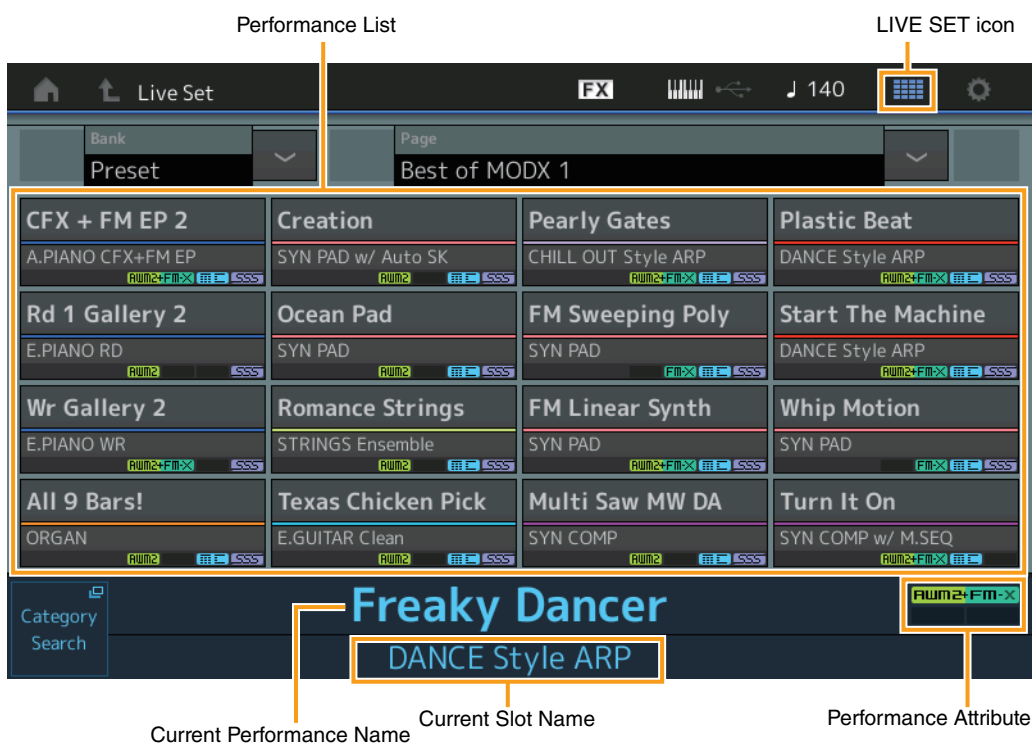 Performance List
LIVE SET icon
Live Set
FX
140
Bank
Preset
Page
Best of MODX 1
CFX + FM EP 2
A.PIANO CFX+FM EP
AWM2+FM-X SSS
Creation
SYN PAD w/ Auto SK
AWM2 SSS
Pearly Gates
CHILL OUT Style ARP
AWM2+FM-X SSS
Plastic Beat
DANCE Style ARP
AWM2+FM-X SSS
Rd 1 Gallery 2
E.PIANO RD
AWM2 SSS
Ocean Pad
SYN PAD
AWM2 SSS
FM Sweeping Poly
SYN PAD
FM-X SSS
Start The Machine
DANCE Style ARP
AWM2+FM-X SSS
Wr Gallery 2
E.PIANO WR
AWM2+FM-X SSS
Romance Strings
STRINGS Ensemble
AWM2 SSS
FM Linear Synth
SYN PAD
AWM2+FM-X SSS
Whip Motion
SYN PAD
FM-X SSS
All 9 Bars!
ORGAN
AWM2 SSS
Texas Chicken Pick
E.GUITAR Clean
AWM2 SSS
Multi Saw MW DA
SYN COMP
AWM2 SSS
Turn It On
SYN COMP w/ M.SEQ
AWM2+FM-X
Category
Search
Freaky Dancer
AWM2+FM-X
DANCE Style ARP
Current Performance Name
Current Slot Name
Performance Attribute